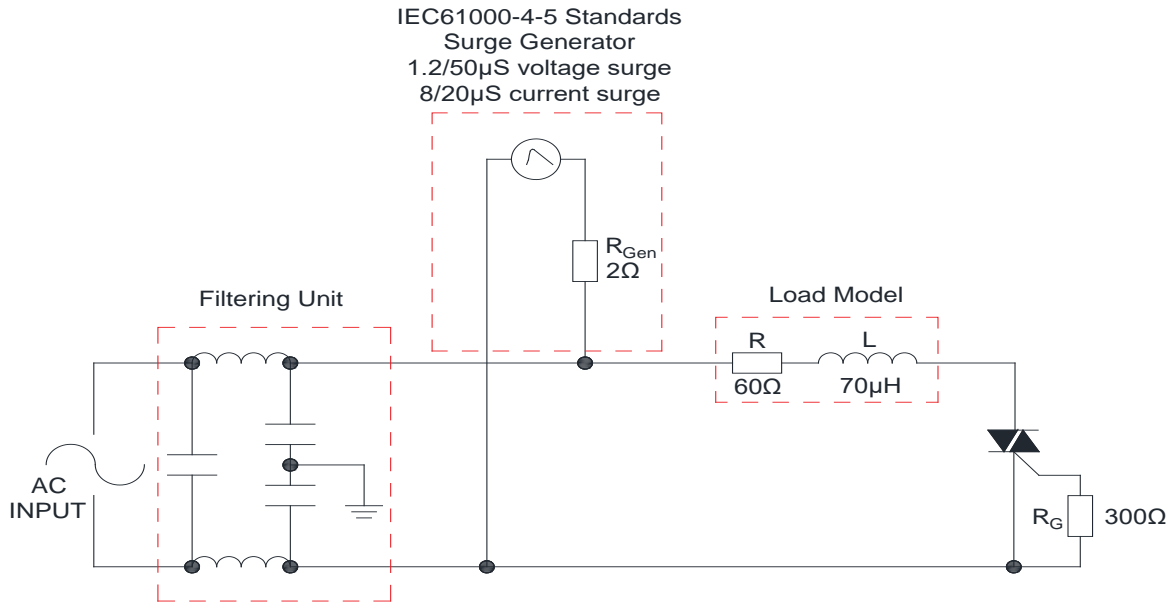 IEC61000-4-5 Standards
Surge Generator
1.2/50μS voltage surge
8/20μS current surge
RGen
2Ω
Filtering Unit
Load Model
R
L
60Ω
70μH
AC
INPUT
RG
300Ω